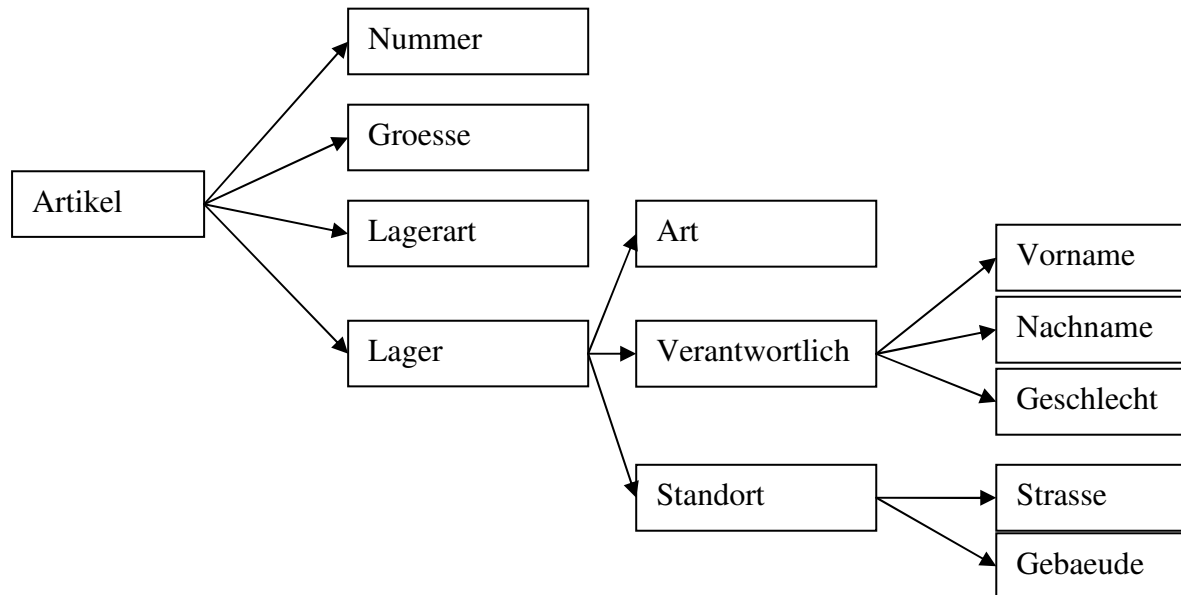 Nummer
Groesse
Artikel
Lagerart
Art
Vorname
Lager
Verantwortlich
Nachname
Geschlecht
Standort
Strasse
Gebaeude